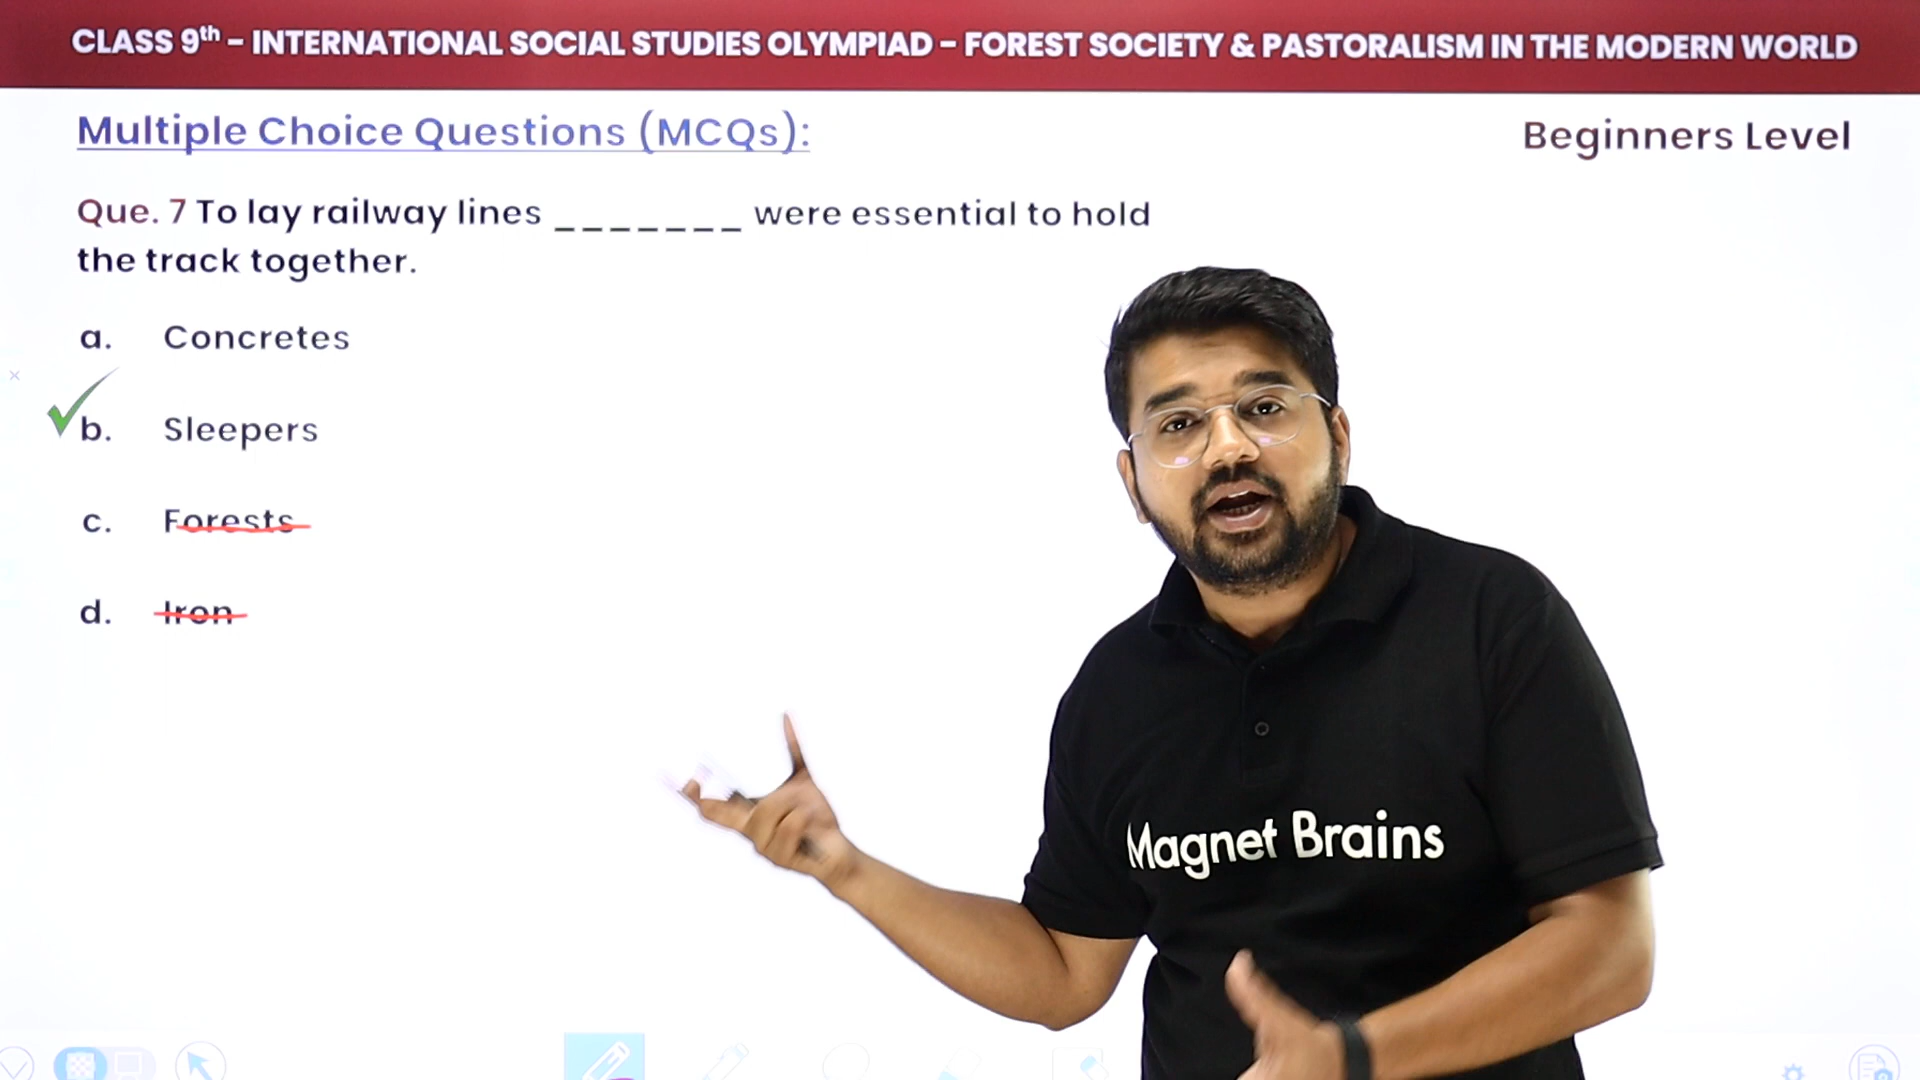 CLASS 9th - INTERNATIONAL SOCIAL STUDIES OLYMPIAD - FOREST SOCIETY & PASTORALISM IN THE MODERN WORLD
Multiple Choice Questions (MCQs):
Beginners Level
Que. 7 To lay railway lines _ _ _ _ _ _ _ were essential to hold
the track together.
a. Concretes
b. Sleepers
c. Forests
d. Iron
Magnet Brains